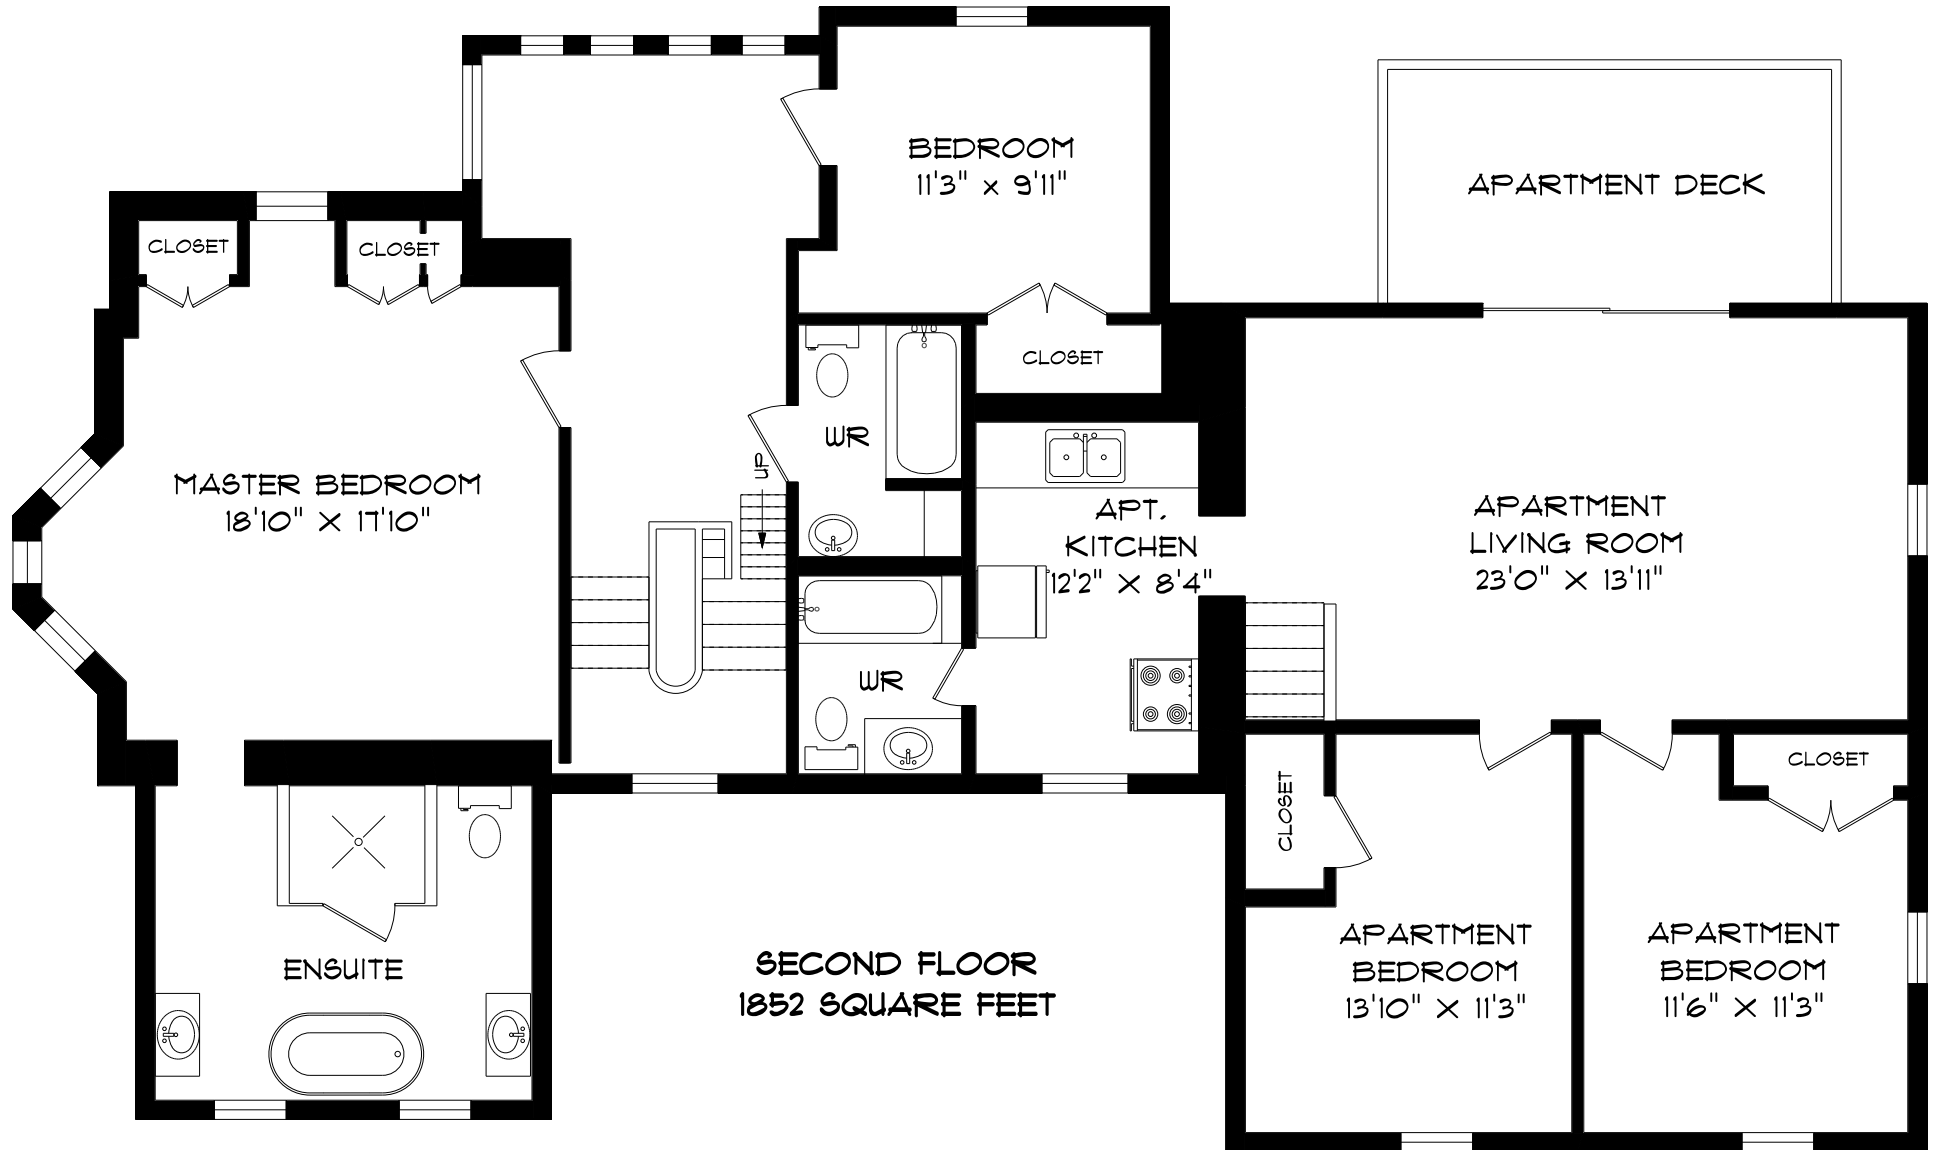 BEDROOM
11'3" x 9'11"
APARTMENT DECK
CLOSET
CLOSET
CLOSET
WR
UP
MASTER BEDROOM
18'10" X 17'10"
APT.
KITCHEN
12'2" X 8'4"
APARTMENT
LIVING ROOM
23'0" X 13'11"
WR
CLOSET
CLOSET
ENSUITE
SECOND FLOOR
1852 SQUARE FEET
APARTMENT
BEDROOM
13'10" X 11'3"
APARTMENT
BEDROOM
11'6" X 11'3"